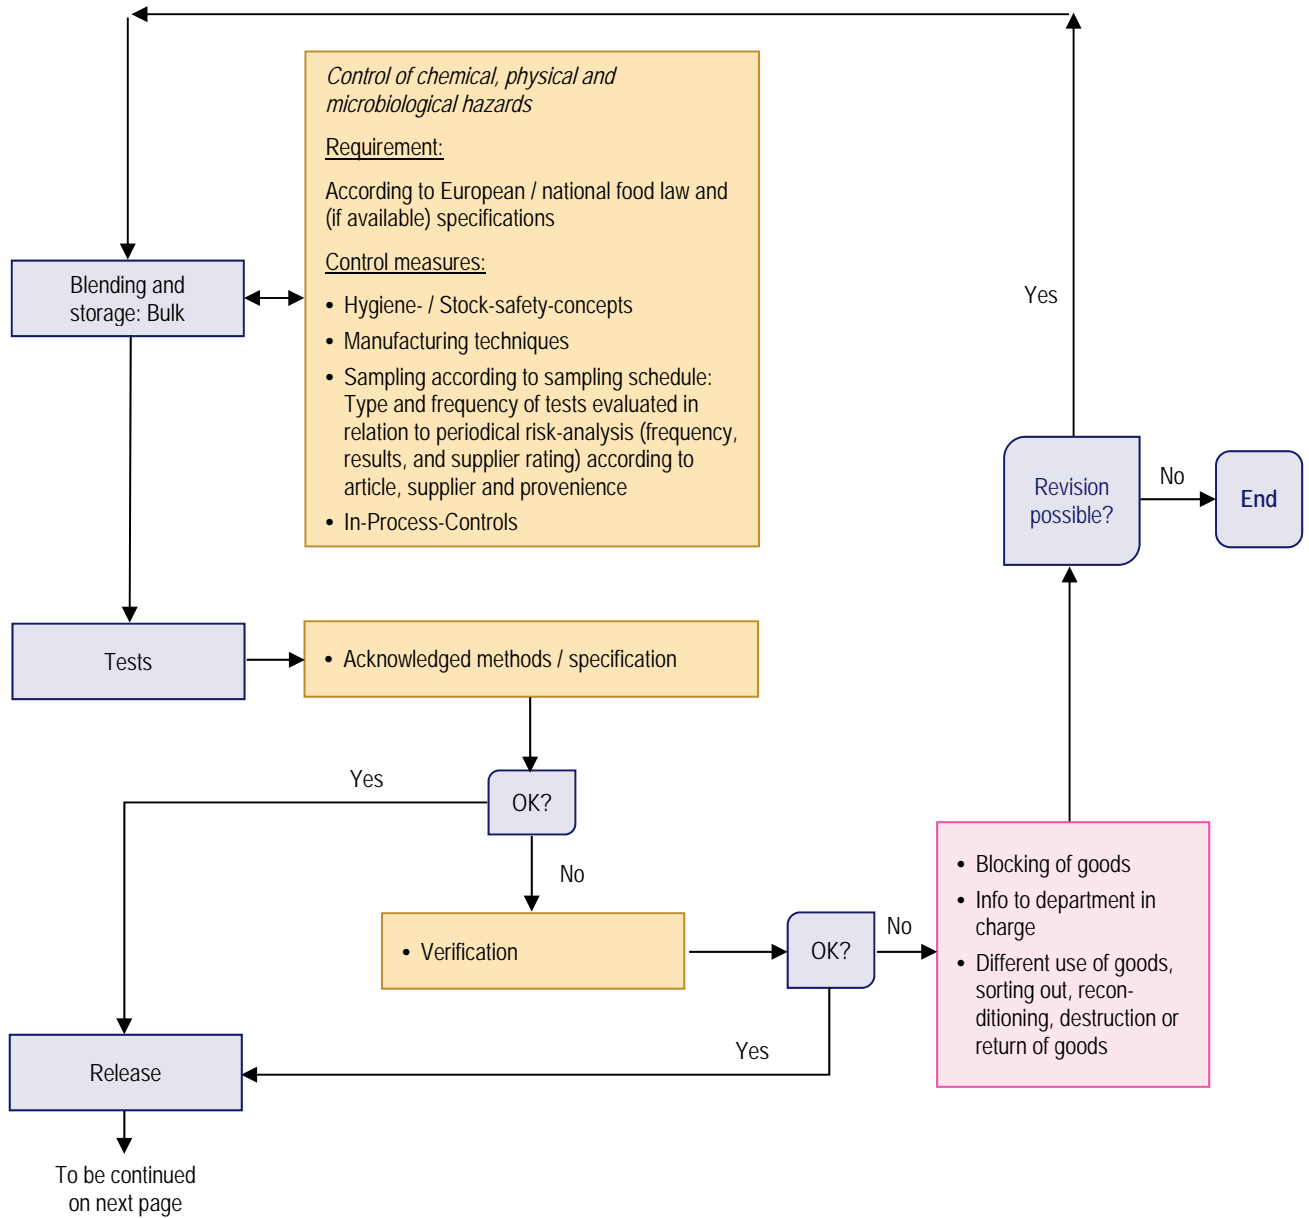 Control of chemical, physical and
microbiological hazards
Requirement:
According to European / national food law and
(if available) specifications
Control measures:
• Hygiene- / Stock-safety-concepts
• Manufacturing techniques
• Sampling according to sampling schedule:
Type and frequency of tests evaluated in
relation to periodical risk-analysis (frequency,
results, and supplier rating) according to
article, supplier and provenience
• In-Process-Controls
Blending and
storage: Bulk
Yes
Revision
possible?
No
End
Tests
• Acknowledged methods / specification
Yes
OK?
No
• Verification
OK?
No
• Blocking of goods
• Info to department in
charge
• Different use of goods,
sorting out, recon-
ditioning, destruction or
return of goods
Yes
Release
To be continued
on next page